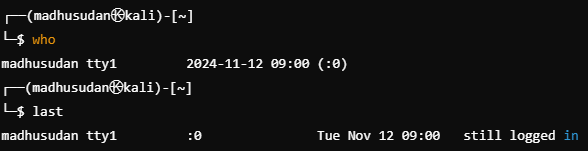 ┌──(madhusudan㉿kali)-[~]
└─$ who
madhusudan tty1         2024-11-12 09:00 (:0)
┌──(madhusudan㉿kali)-[~]
└─$ last
madhusudan tty1         :0               Tue Nov 12 09:00   still logged in